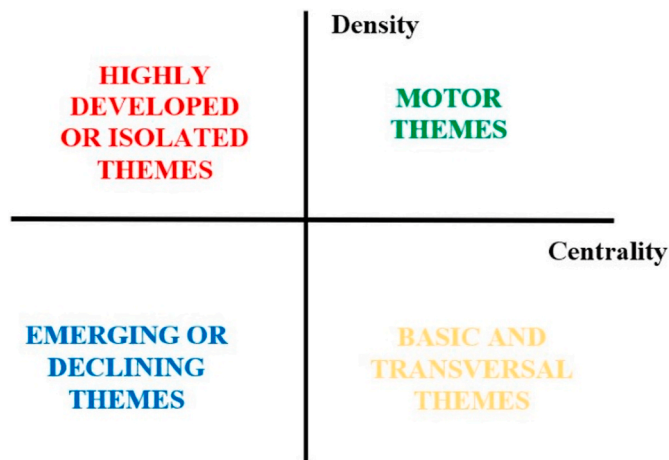 Density
HIGHLY
DEVELOPED
OR ISOLATED
THEMES
MOTOR
THEMES
Centrality
EMERGING OR
DECLINING
THEMES
BASIC AND
TRANSVERSAL
THEMES